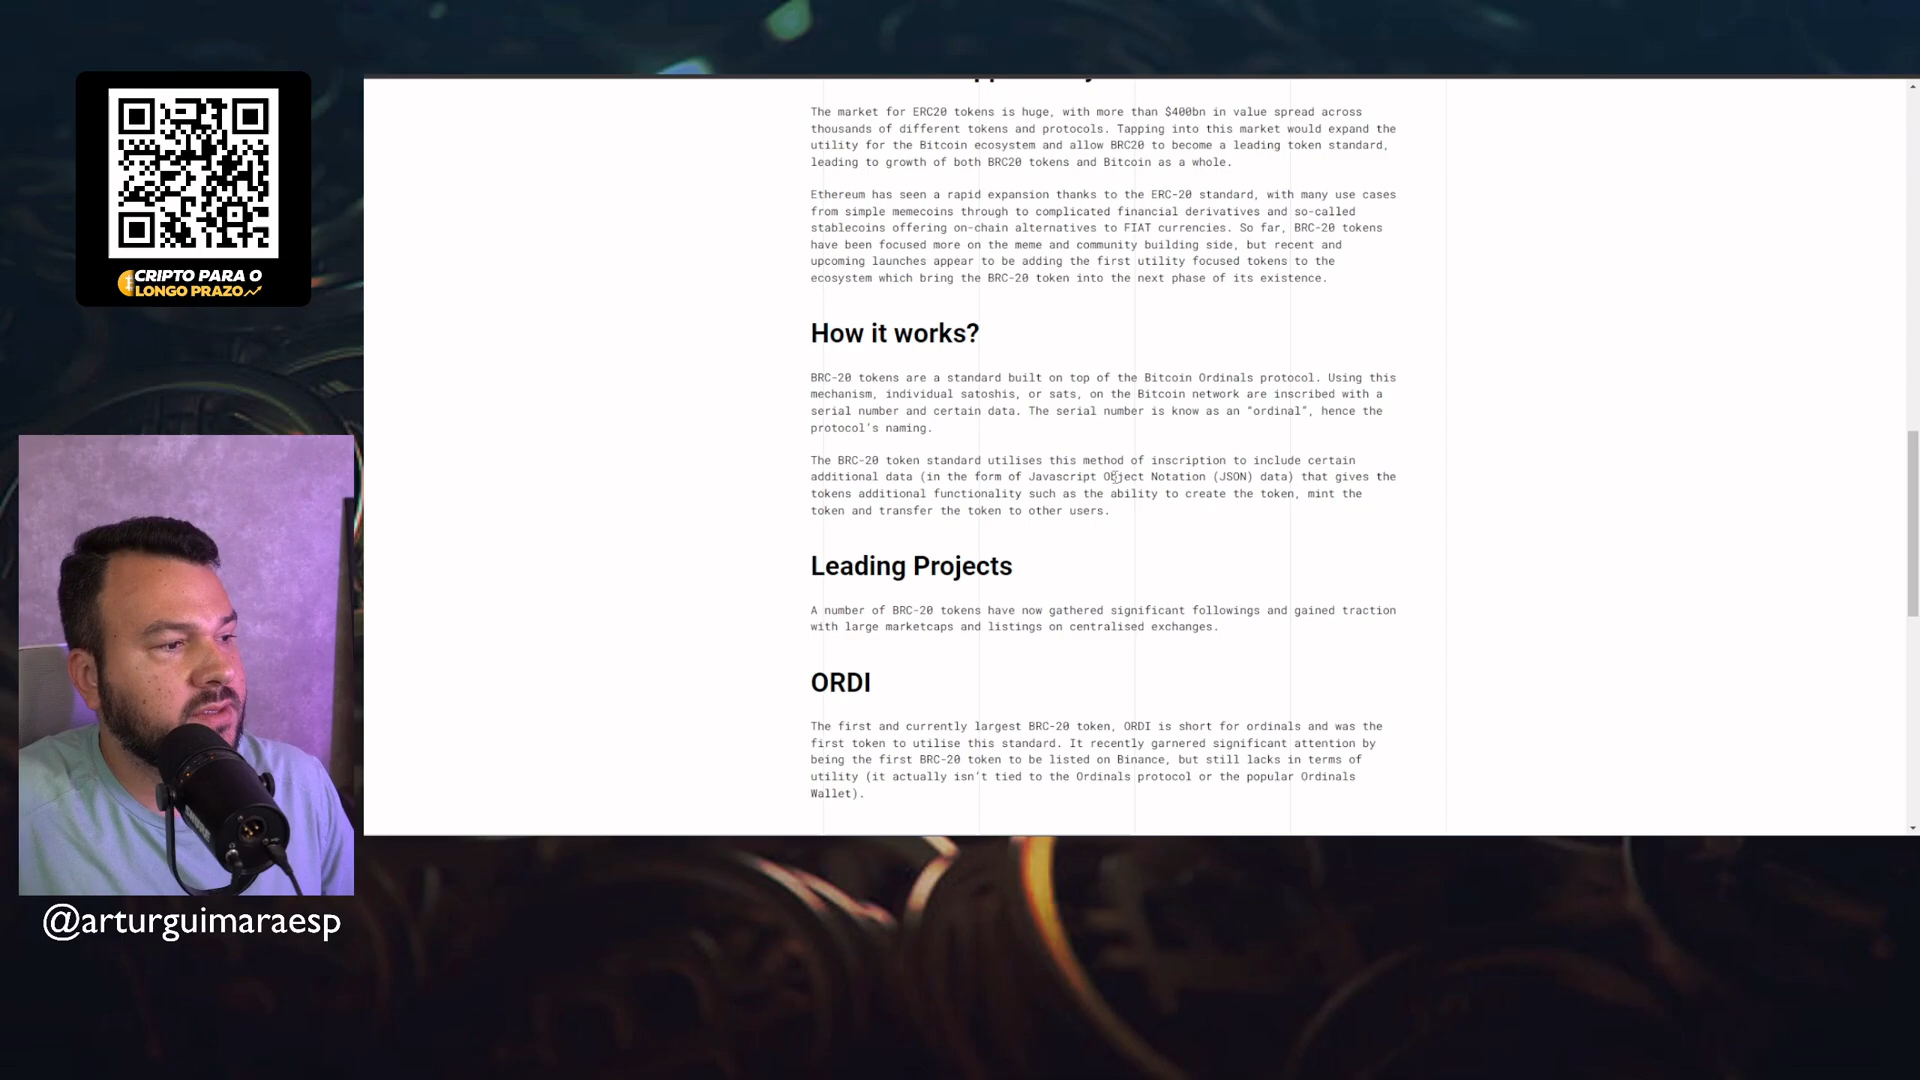 CRIPTO PARA O
LONGO PRAZO
@arturguimaraesp
The market for ERC20 tokens is huge, with more than $400bn in value spread across
thousands of different tokens and protocols. Tapping into this market would expand the
utility for the Bitcoin ecosystem and allow BRC20 to become a leading token standard,
leading to growth of both BRC20 tokens and Bitcoin as a whole.
Ethereum has seen a rapid expansion thanks to the ERC-20 standard, with many use cases
from simple memecoins through to complicated financial derivatives and so-called
stablecoins offering on-chain alternatives to FIAT currencies. So far, BRC-20 tokens
have been focused more on the meme and community building side, but recent and
upcoming launches appear to be adding the first utility focused tokens to the
ecosystem which bring the BRC-20 token into the next phase of its existence.
How it works?
BRC-20 tokens are a standard built on top of the Bitcoin Ordinals protocol. Using this
mechanism, individual satoshis, or sats, on the Bitcoin network are inscribed with a
serial number and certain data. The serial number is know as an "ordinal", hence the
protocol's naming.
The BRC-20 token standard utilises this method of inscription to include certain
additional data (in the form of Javascript Object Notation (JSON) data) that gives the
tokens additional functionality such as the ability to create the token, mint the
token and transfer the token to other users.
Leading Projects
A number of BRC-20 tokens have now gathered significant followings and gained traction
with large marketcaps and listings on centralised exchanges.
ORDI
The first and currently largest BRC-20 token, ORDI is short for ordinals and was the
first token to utilise this standard. It recently garnered significant attention by
being the first BRC-20 token to be listed on Binance, but still lacks in terms of
utility (it actually isn't tied to the Ordinals protocol or the popular Ordinals
Wallet).